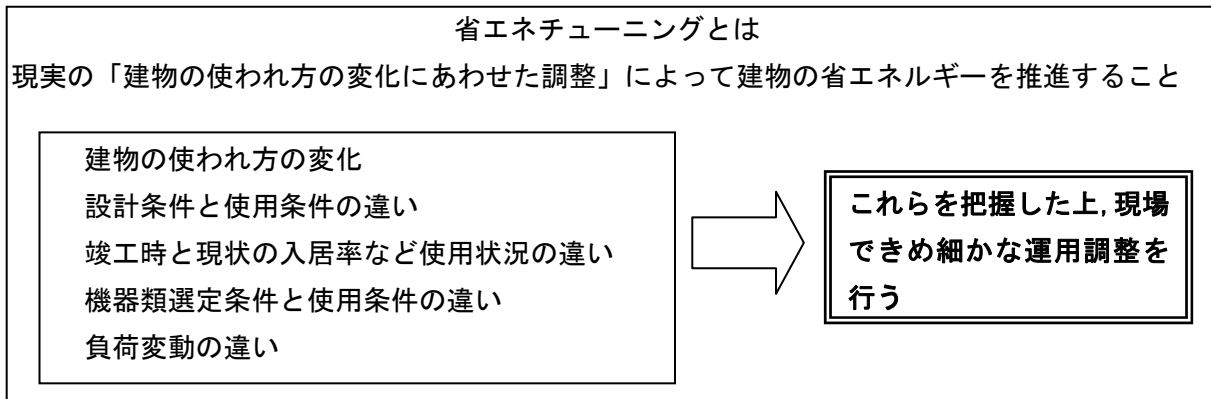 省エネチューニングとは
現実の「建物の使われ方の変化にあわせた調整」によって建物の省エネルギーを推進すること
建物の使われ方の変化
設計条件と使用条件の違い
竣工時と現状の入居率など使用状況の違い
機器類選定条件と使用条件の違い
負荷変動の違い
これらを把握した上,現場
できめ細かな運用調整を
行う